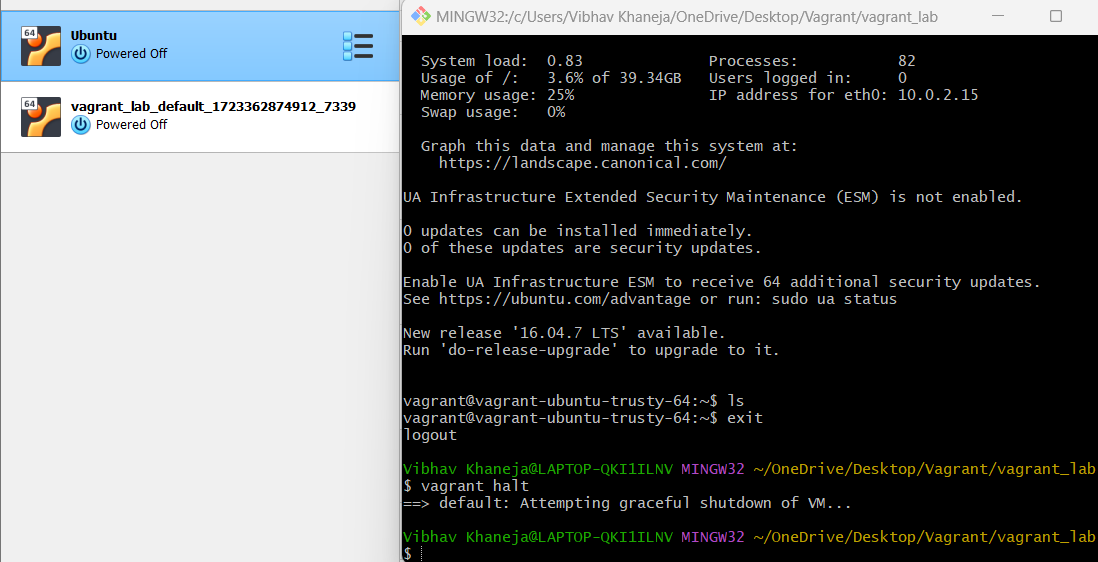 64
Ubuntu
Powered Off
64
vagrant_lab_default_1723362874912_7339
Powered Off
MINGW32:/c/Users/Vibhav Khaneja/OneDrive/Desktop/Vagrant/vagrant_lab
System load:  0.83              Processes:           82
Usage of /:   3.6% of 39.34GB   Users logged in:     0
Memory usage: 25%               IP address for eth0: 10.0.2.15
Swap usage:   0%
Graph this data and manage this system at:
https://landscape.canonical.com/
UA Infrastructure Extended Security Maintenance (ESM) is not enabled.
0 updates can be installed immediately.
0 of these updates are security updates.
Enable UA Infrastructure ESM to receive 64 additional security updates.
See https://ubuntu.com/advantage or run: sudo ua status
New release '16.04.7 LTS' available.
Run 'do-release-upgrade' to upgrade to it.
vagrant@vagrant-ubuntu-trusty-64:~$ ls
vagrant@vagrant-ubuntu-trusty-64:~$ exit
logout
Vibhav Khaneja@LAPTOP-QKI1ILNV MINGW32 ~/OneDrive/Desktop/Vagrant/vagrant_lab
$ vagrant halt
==> default: Attempting graceful shutdown of VM...
Vibhav Khaneja@LAPTOP-QKI1ILNV MINGW32 ~/OneDrive/Desktop/Vagrant/vagrant_lab
$